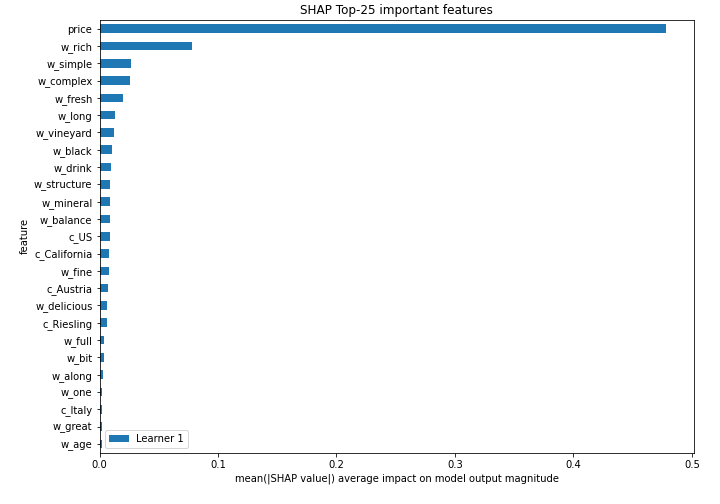 SHAP Top-25 important features
price
w_rich
w_simple
w_complex
w_fresh
w_long
w_vineyard
w_black
w_drink
w_structure
w_mineral
w_balance
c_US
c_California
w_fine
c_Austria
w_delicious
c_Riesling
w_full
w_bit
w_along
w_one
c_Italy
w_great
w_age
feature
Learner 1
0.0 0.1 0.2 0.3 0.4 0.5
mean(|SHAP value|) average impact on model output magnitude